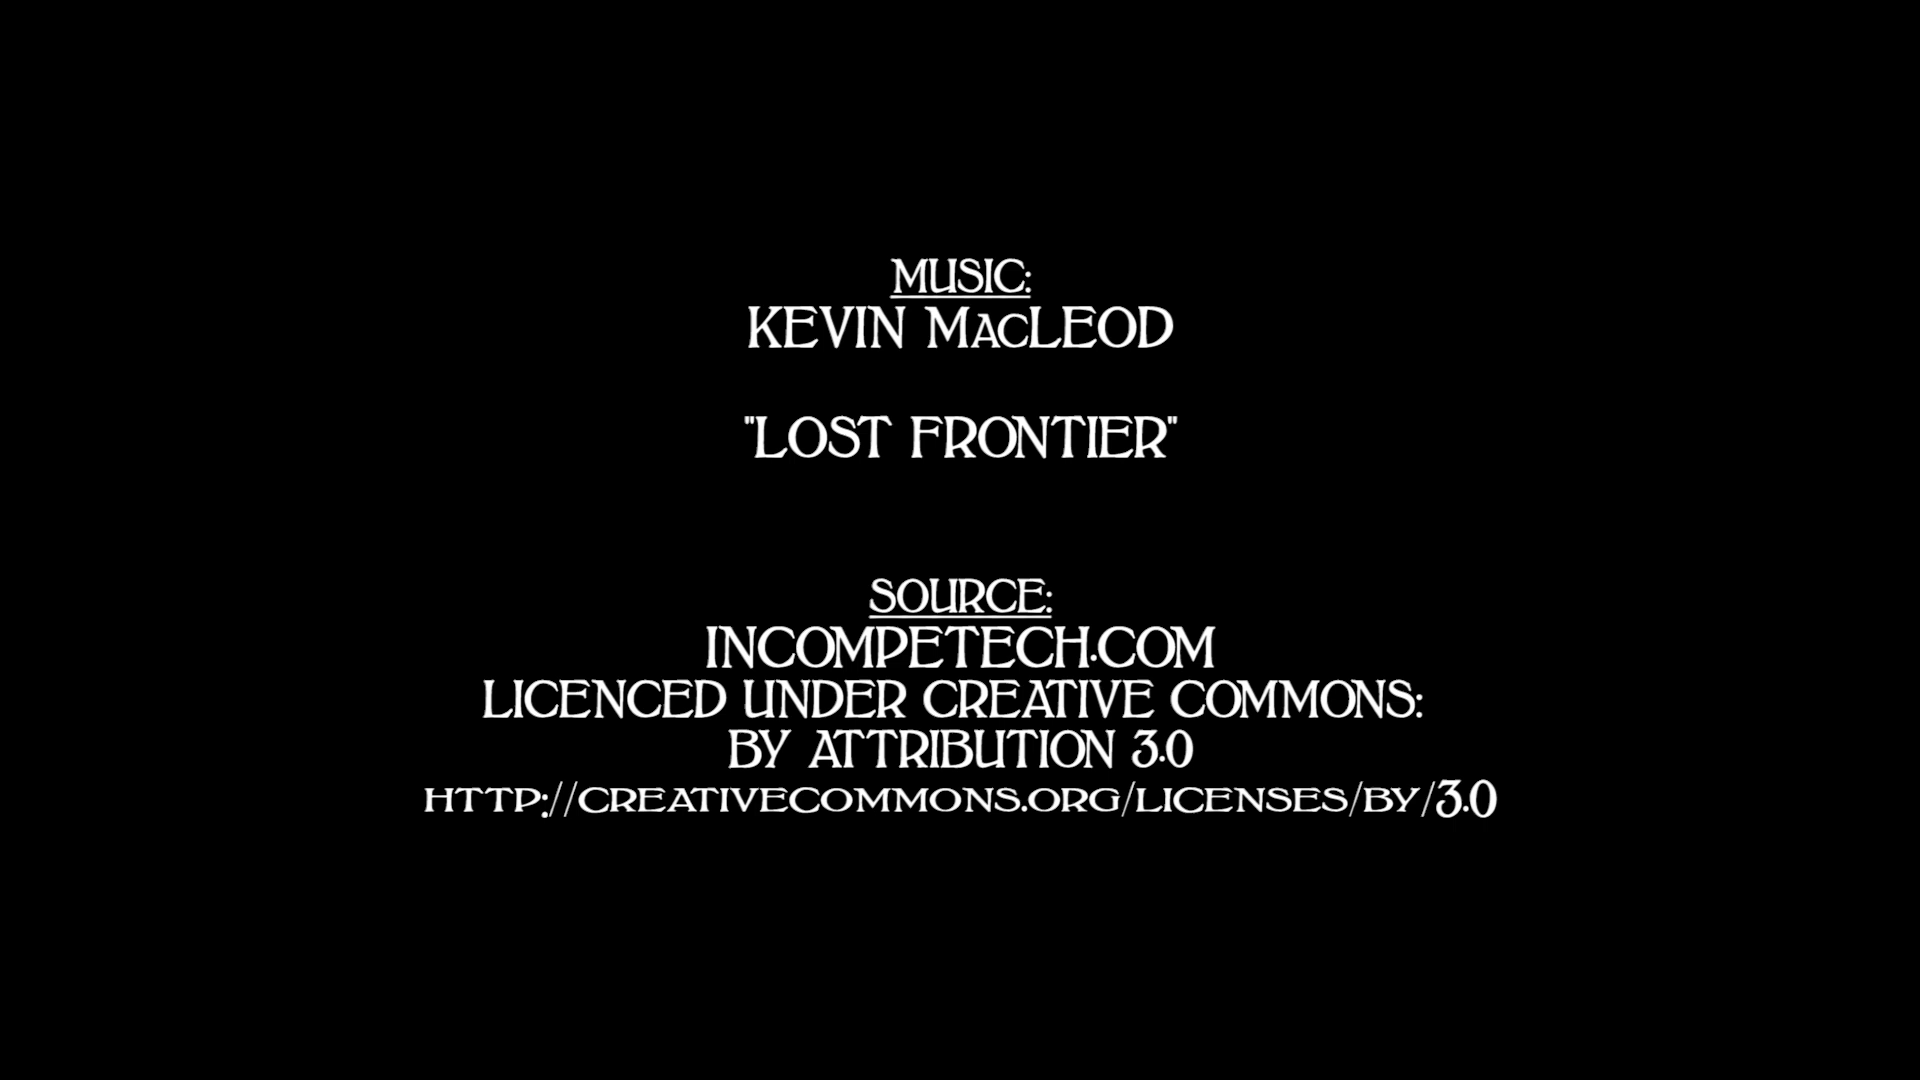 MUSIC:
KEVIN MacLEOD
"LOST FRONTIER"
SOURCE:
INCOMPETECH.COM
LICENCED UNDER CREATIVE COMMONS:
BY ATTRIBUTION 3.0
HTTP://CREATIVECOMMONS.ORG/LICENSES/BY/3.0